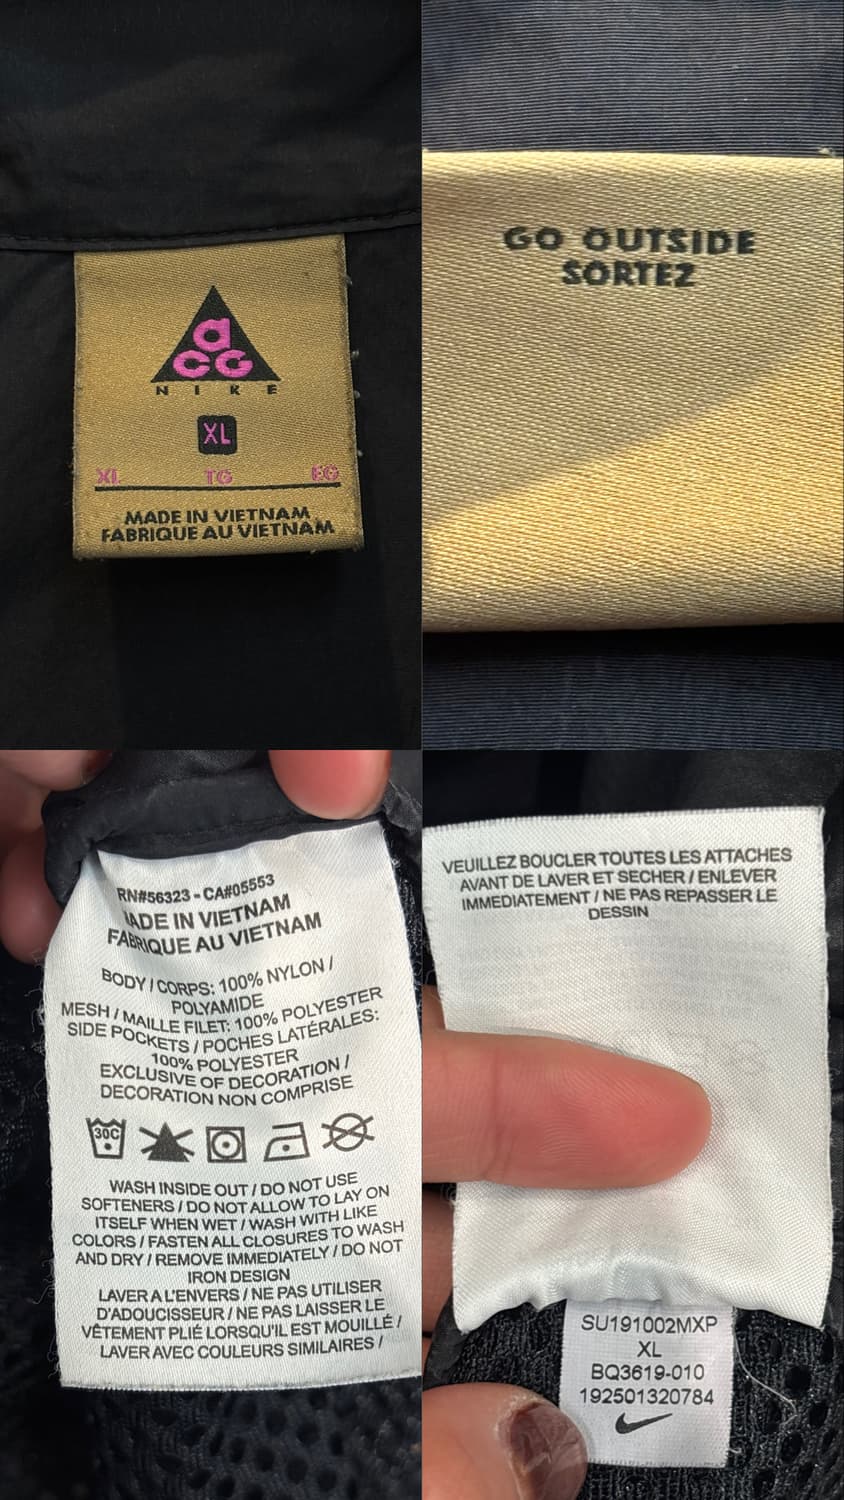 aCG
NIKE
XL
XL TG EG
MADE IN VIETNAM
FABRIQUE AU VIETNAM
GO OUTSIDE
SORTEZ
RN#56323 - CA#05553
MADE IN VIETNAM
FABRIQUE AU VIETNAM
BODY / CORPS: 100% NYLON /
POLYAMIDE
MESH / MAILLE FILET: 100% POLYESTER
SIDE POCKETS / POCHES LATÉRALES:
100% POLYESTER
EXCLUSIVE OF DECORATION /
DECORATION NON COMPRISE
30C
WASH INSIDE OUT / DO NOT USE
SOFTENERS / DO NOT ALLOW TO LAY ON
ITSELF WHEN WET / WASH WITH LIKE
COLORS / FASTEN ALL CLOSURES TO WASH
AND DRY / REMOVE IMMEDIATELY / DO NOT
IRON DESIGN
LAVER A L'ENVERS / NE PAS UTILISER
D'ADOUCISSEUR / NE PAS LAISSER LE
VÊTEMENT PLIÉ LORSQU'IL EST MOUILLÉ /
LAVER AVEC COULEURS SIMILAIRES /
VEUILLEZ BOUCLER TOUTES LES ATTACHES
AVANT DE LAVER ET SECHER / ENLEVER
IMMEDIATEMENT / NE PAS REPASSER LE
DESSIN
SU191002MXP
XL
BQ3619-010
192501320784